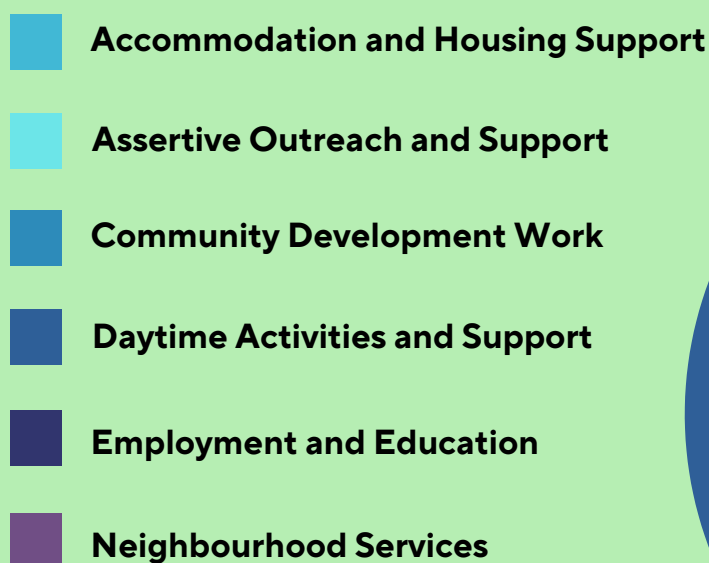 Accommodation and Housing Support
Assertive Outreach and Support
Community Development Work
Daytime Activities and Support
Employment and Education
Neighbourhood Services